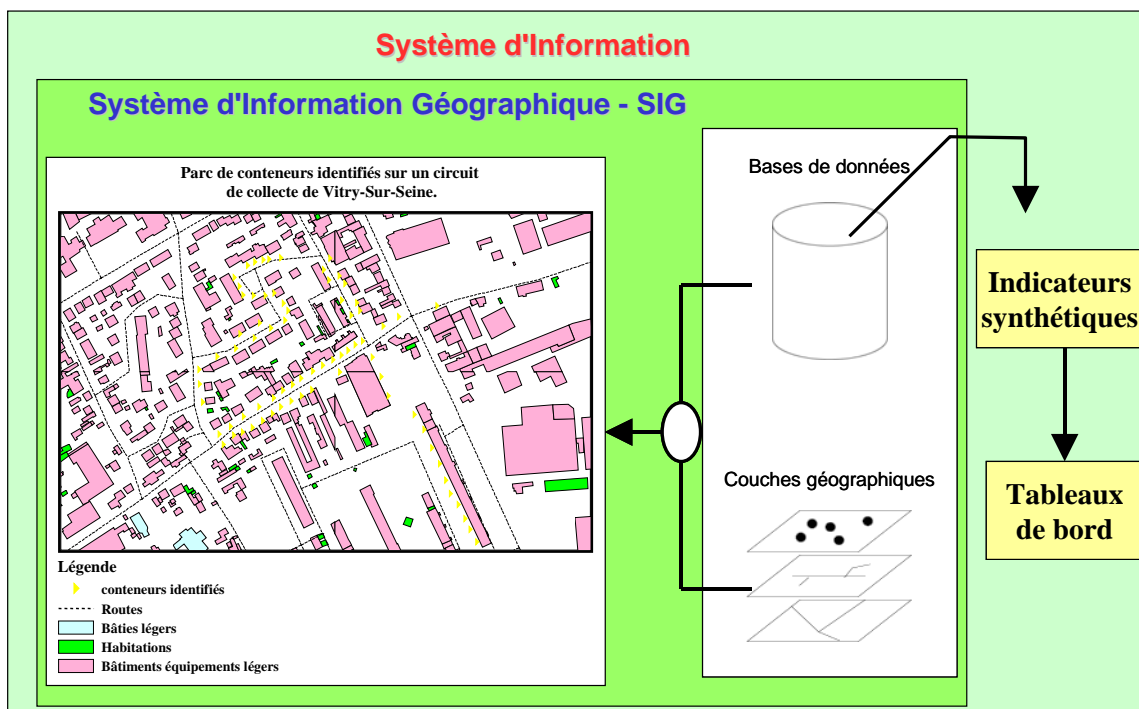 Système d'Information
Système d'Information Géographique - SIG
Parc de conteneurs identifiés sur un circuit
de collecte de Vitry-Sur-Seine.
Légende
conteneurs identifiés
Routes
Bâties légers
Habitations
Bâtiments équipements légers
Bases de données
Couches géographiques
Indicateurs
synthétiques
Tableaux
de bord